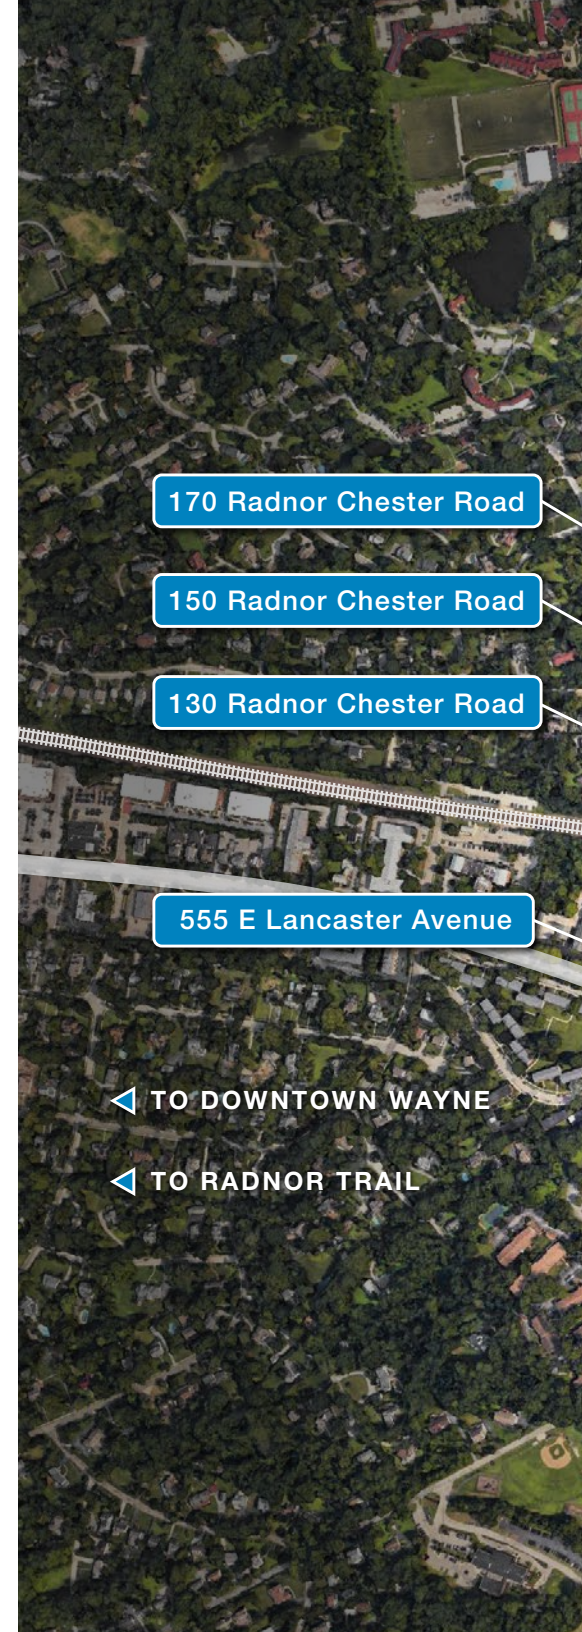 170 Radnor Chester Road
150 Radnor Chester Road
130 Radnor Chester Road
555 E Lancaster Avenue
TO DOWNTOWN WAYNE
TO RADNOR TRAIL